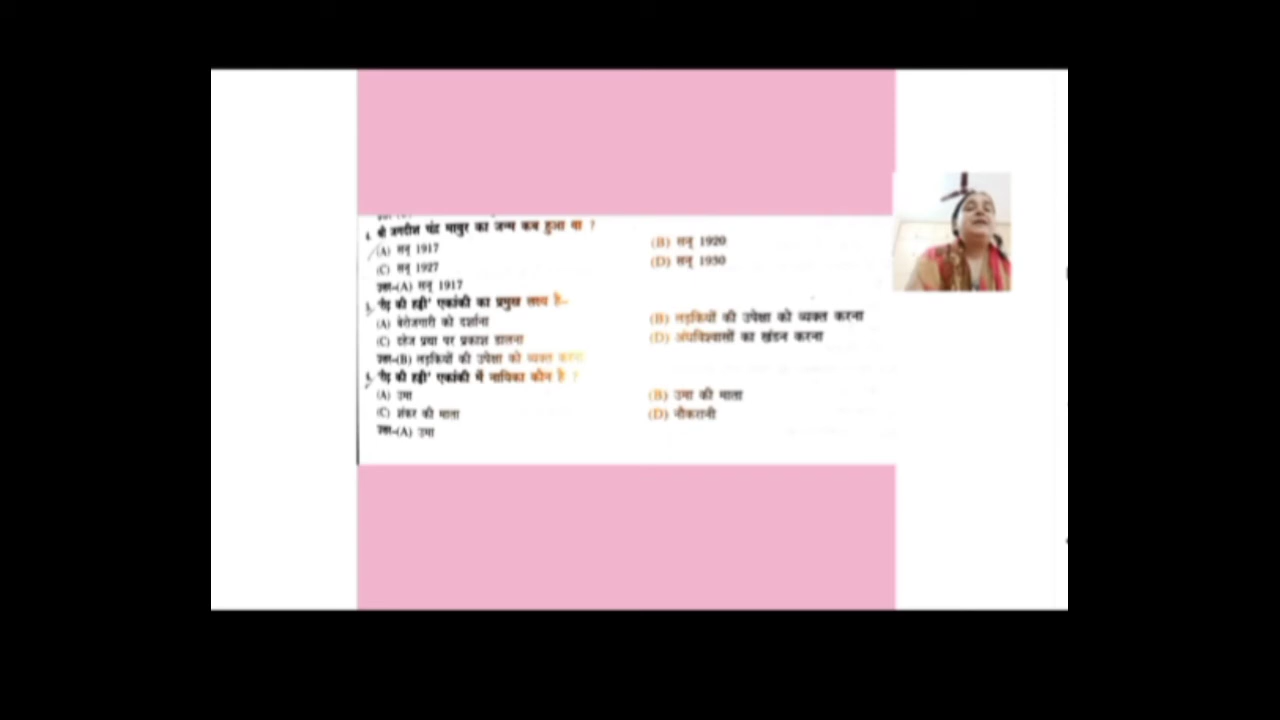 4. श्री जगदीश चंद्र माथुर का जन्म कब हुआ था ?
(A) सन् 1917 (B) सन् 1920
(C) सन् 1927 (D) सन् 1930
उत्तर–(A) सन् 1917
5. 'रीढ़ की हड्डी' एकांकी का प्रमुख लक्ष्य है–
(A) बेरोजगारी को दर्शाना (B) लड़कियों की उपेक्षा को व्यक्त करना
(C) दहेज प्रथा पर प्रकाश डालना (D) अंधविश्वासों का खंडन करना
उत्तर–(B) लड़कियों की उपेक्षा को व्यक्त करना
6. 'रीढ़ की हड्डी' एकांकी में नायिका कौन है ?
(A) उमा (B) उमा की माता
(C) शंकर की माता (D) नौकरानी
उत्तर–(A) उमा